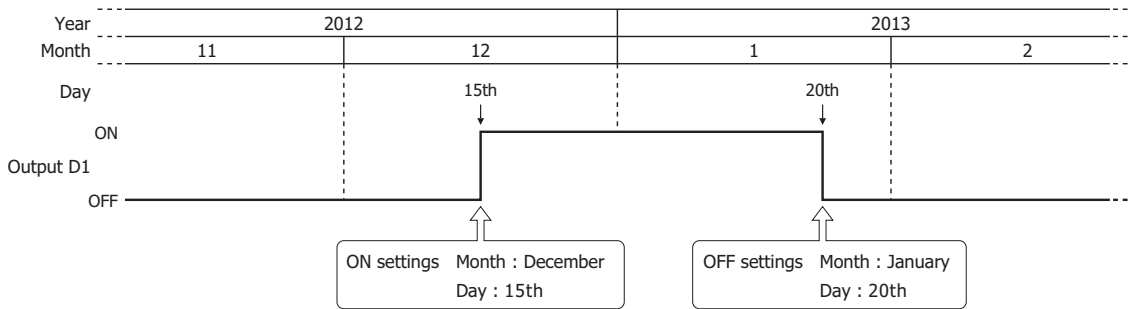 Year 2012 2013
Month 11 12 1 2
Day 15th 20th
ON
Output D1
OFF
ON settings Month : December
Day : 15th
OFF settings Month : January
Day : 20th